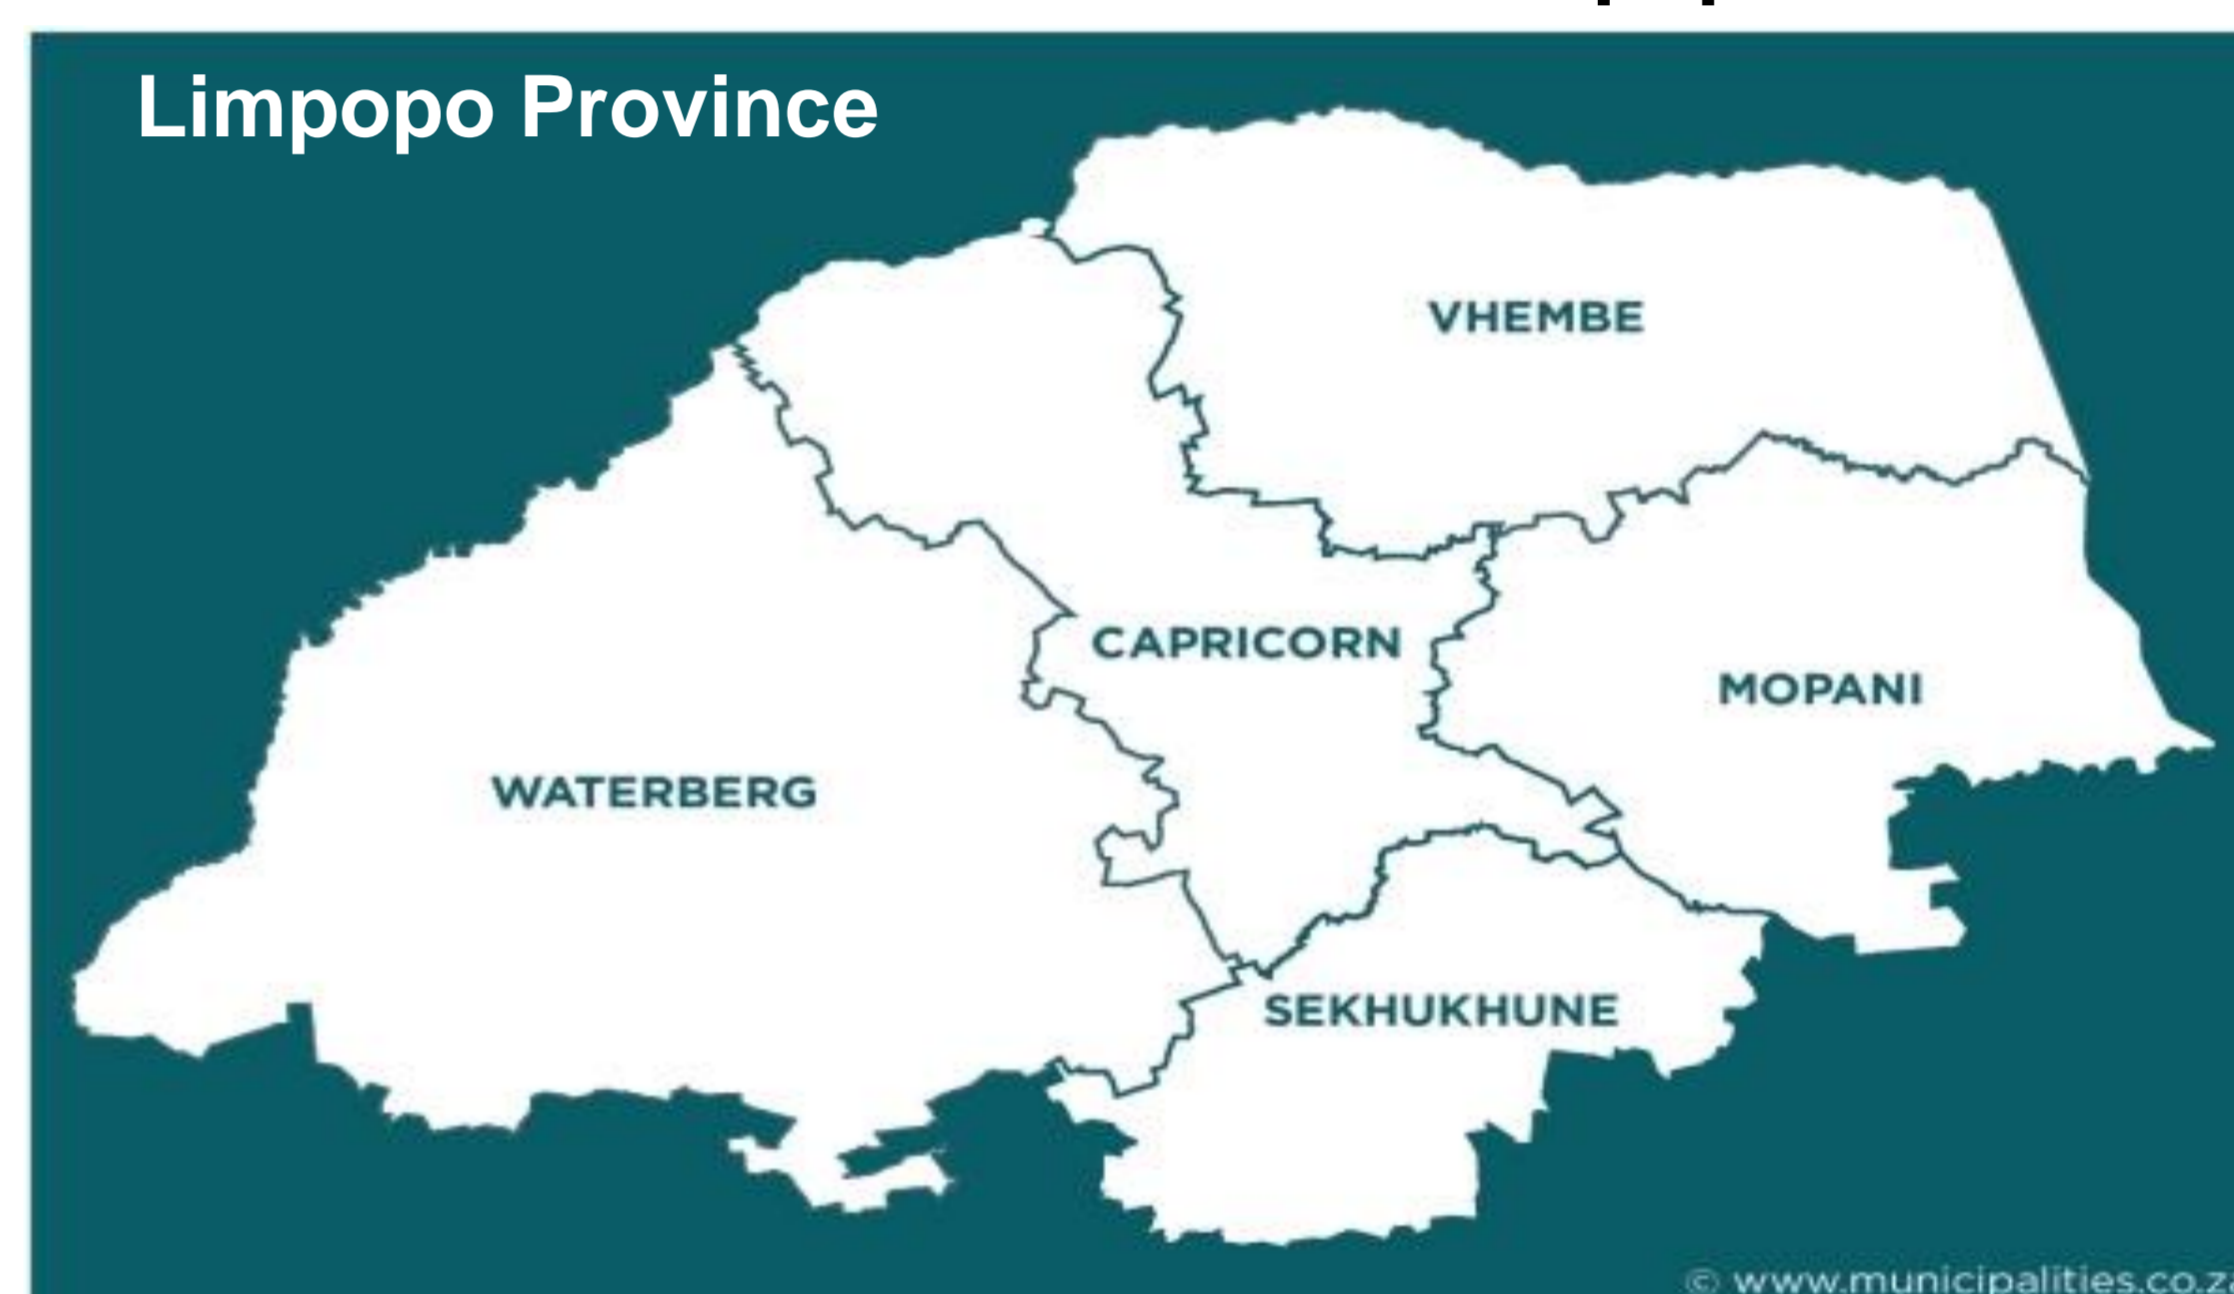 Limpopo Province
VHEMBE
CAPRICORN
MOPANI
WATERBERG
SEKHUKHUNE
© www.municipalities.co.za